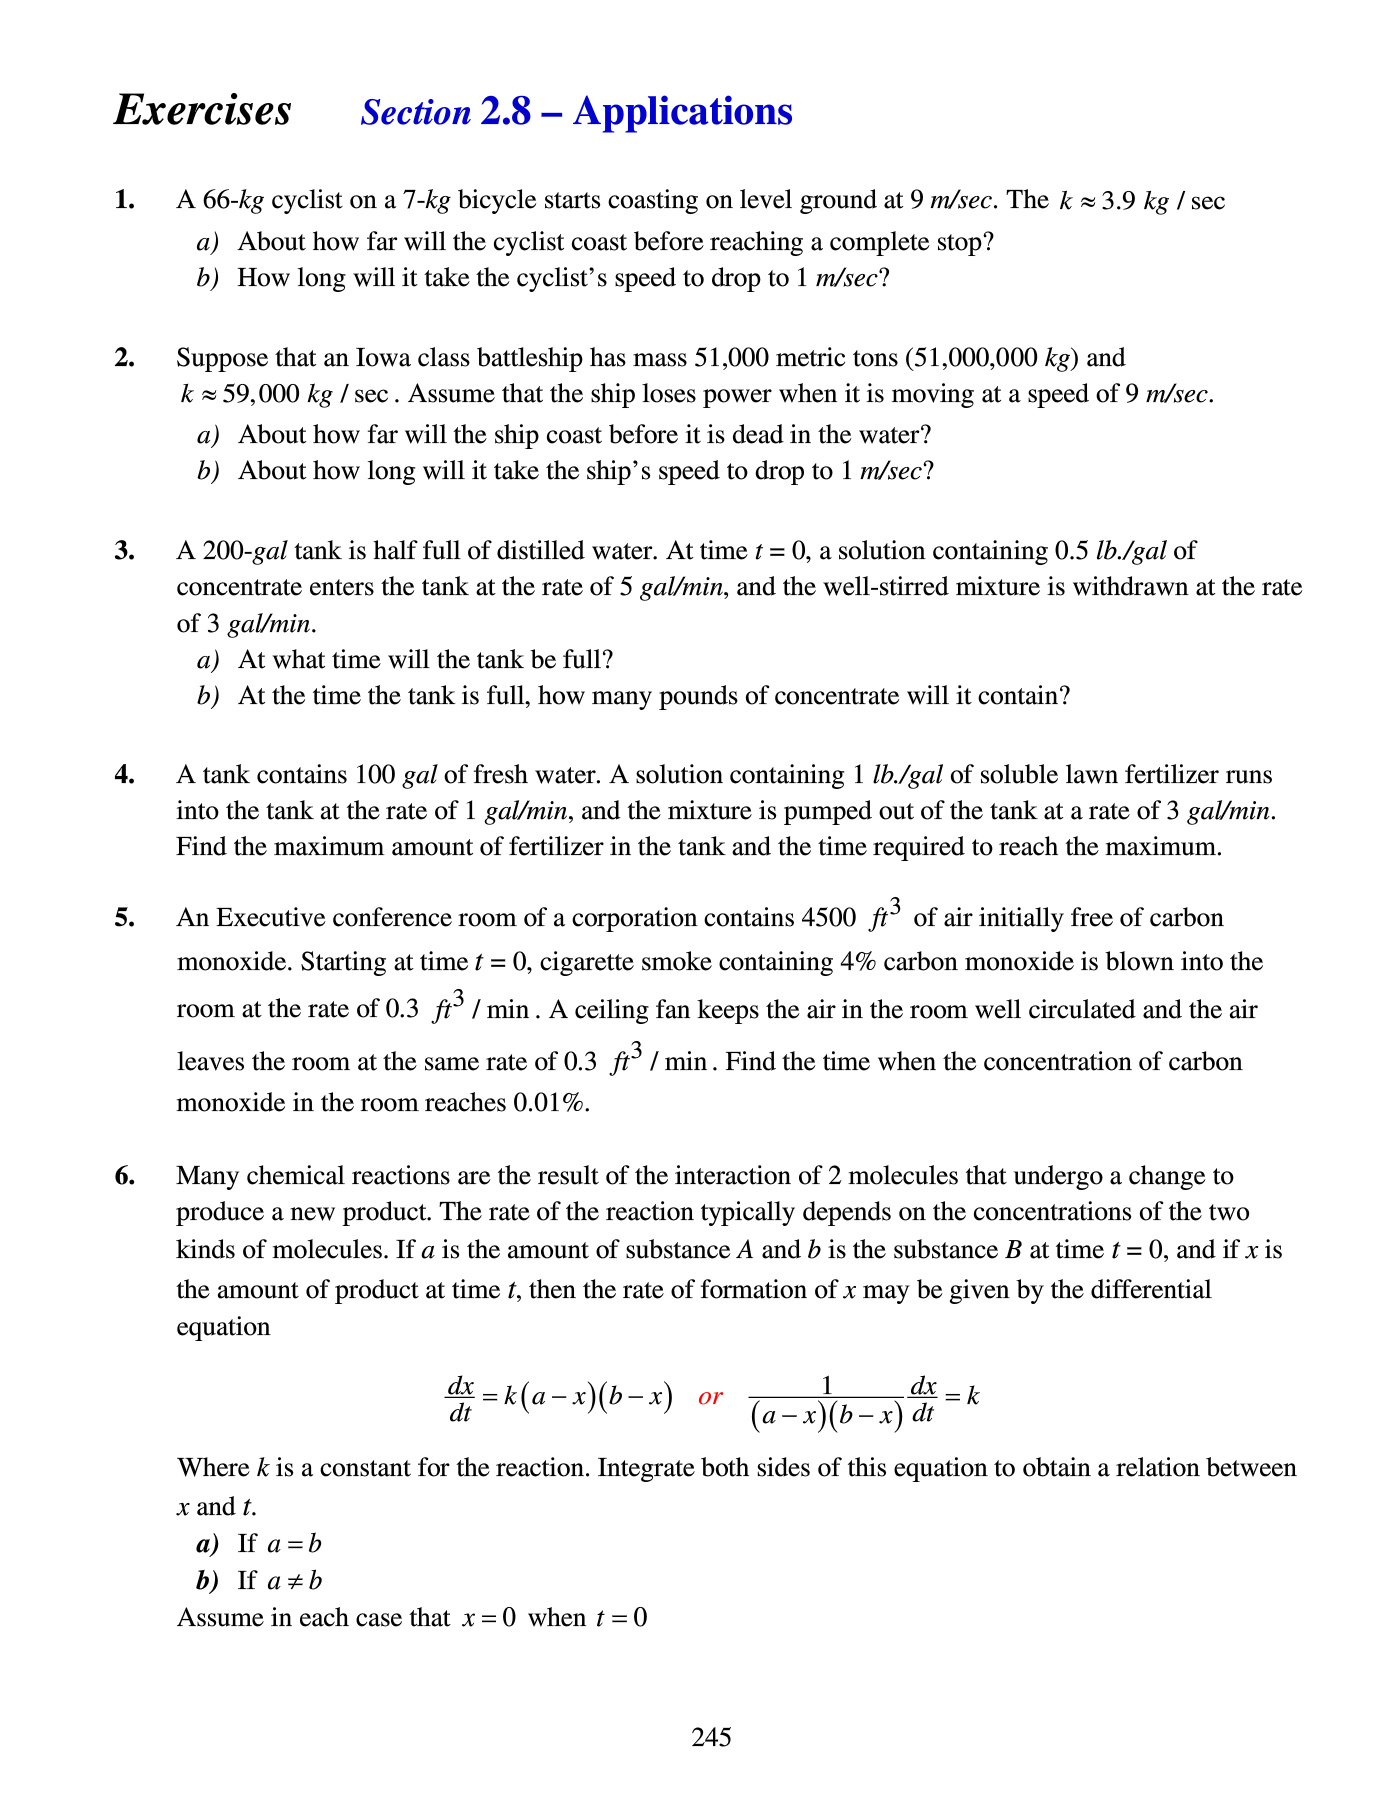 Exercises Section 2.8 – Applications
1. A 66-kg cyclist on a 7-kg bicycle starts coasting on level ground at 9 m/sec. The k ≈ 3.9 kg / sec
a) About how far will the cyclist coast before reaching a complete stop?
b) How long will it take the cyclist’s speed to drop to 1 m/sec?
2. Suppose that an Iowa class battleship has mass 51,000 metric tons (51,000,000 kg) and
k ≈ 59,000 kg / sec . Assume that the ship loses power when it is moving at a speed of 9 m/sec.
a) About how far will the ship coast before it is dead in the water?
b) About how long will it take the ship’s speed to drop to 1 m/sec?
3. A 200-gal tank is half full of distilled water. At time t = 0, a solution containing 0.5 lb./gal of
concentrate enters the tank at the rate of 5 gal/min, and the well-stirred mixture is withdrawn at the rate
of 3 gal/min.
a) At what time will the tank be full?
b) At the time the tank is full, how many pounds of concentrate will it contain?
4. A tank contains 100 gal of fresh water. A solution containing 1 lb./gal of soluble lawn fertilizer runs
into the tank at the rate of 1 gal/min, and the mixture is pumped out of the tank at a rate of 3 gal/min.
Find the maximum amount of fertilizer in the tank and the time required to reach the maximum.
5. An Executive conference room of a corporation contains 4500 ft³ of air initially free of carbon
monoxide. Starting at time t = 0, cigarette smoke containing 4% carbon monoxide is blown into the
room at the rate of 0.3 ft³ / min . A ceiling fan keeps the air in the room well circulated and the air
leaves the room at the same rate of 0.3 ft³ / min . Find the time when the concentration of carbon
monoxide in the room reaches 0.01%.
6. Many chemical reactions are the result of the interaction of 2 molecules that undergo a change to
produce a new product. The rate of the reaction typically depends on the concentrations of the two
kinds of molecules. If a is the amount of substance A and b is the substance B at time t = 0, and if x is
the amount of product at time t, then the rate of formation of x may be given by the differential
equation
dx/dt = k(a − x)(b − x) or 1/((a − x)(b − x)) dx/dt = k
Where k is a constant for the reaction. Integrate both sides of this equation to obtain a relation between
x and t.
a) If a = b
b) If a ≠ b
Assume in each case that x = 0 when t = 0
245